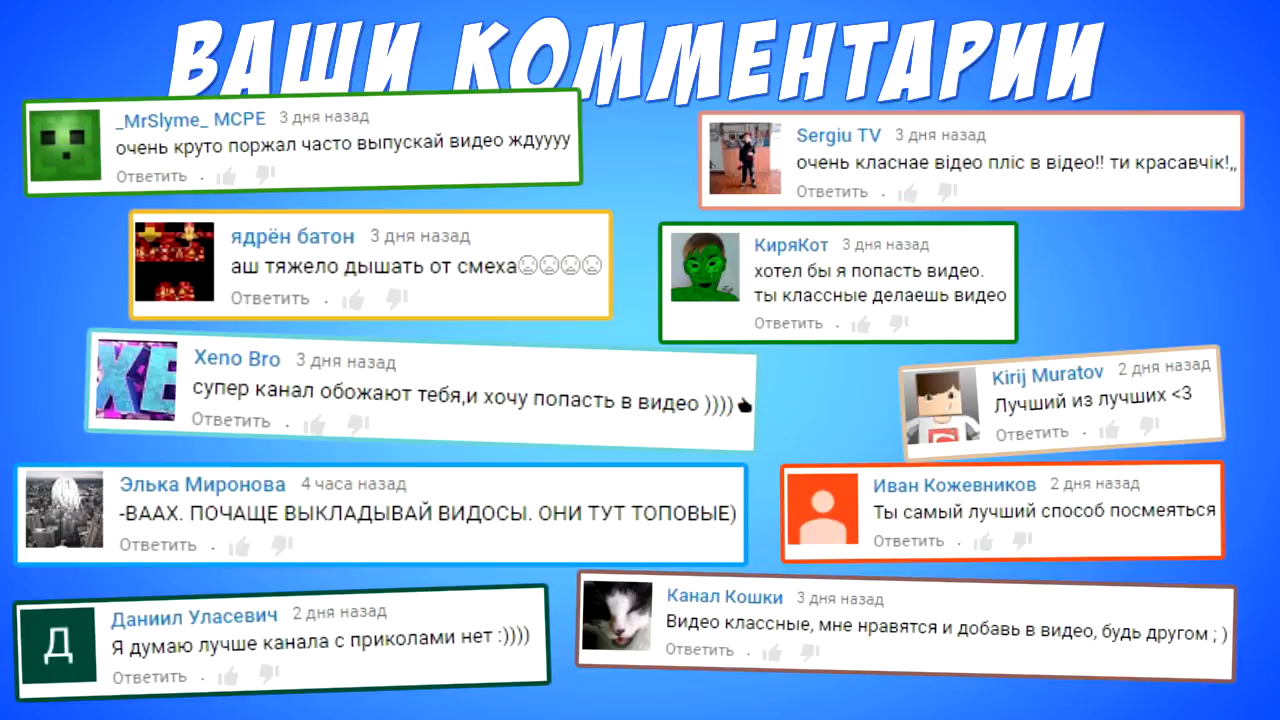 ВАШИ КОММЕНТАРИИ
_MrSlyme_ MCPE 3 дня назад
очень круто поржал часто выпускай видео ждуууу
Ответить .
Sergiu TV 3 дня назад
очень класнае відео пліс в відео!! ти красавчік!,,
Ответить .
ядрён батон 3 дня назад
аш тяжело дышать от смеха
Ответить .
КиряКот 3 дня назад
хотел бы я попасть видео.
ты классные делаешь видео
Ответить .
Xeno Bro 3 дня назад
супер канал обожают тебя,и хочу попасть в видео ))))
Ответить .
Kirij Muratov 2 дня назад
Лучший из лучших <3
Ответить .
Элька Миронова 4 часа назад
-ВААХ. ПОЧАЩЕ ВЫКЛАДЫВАЙ ВИДОСЫ. ОНИ ТУТ ТОПОВЫЕ)
Ответить .
Иван Кожевников 2 дня назад
Ты самый лучший способ посмеяться
Ответить .
Д
Даниил Уласевич 2 дня назад
Я думаю лучше канала с приколами нет :))))
Ответить .
Канал Кошки 3 дня назад
Видео классные, мне нравятся и добавь в видео, будь другом ; )
Ответить .
XE